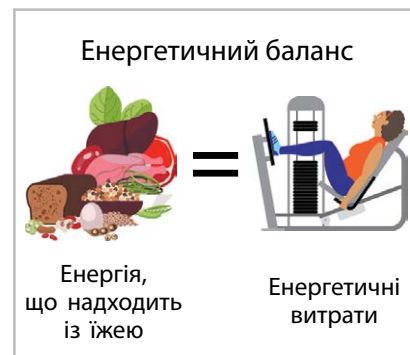 Енергетичний баланс
=
Енергія,
що надходить
із їжею
Енергетичні
витрати